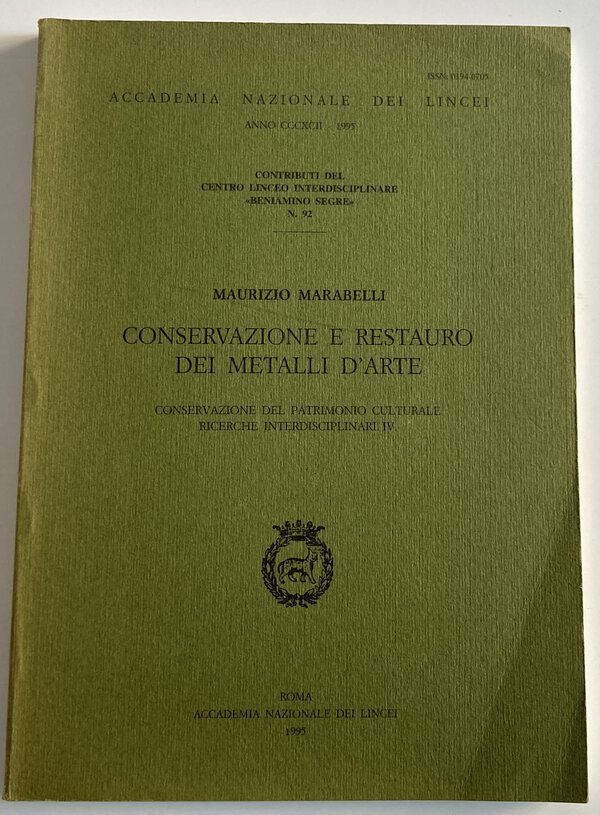 ISSN: 0394-0705
ACCADEMIA NAZIONALE DEI LINCEI
ANNO CCCXCII - 1995
CONTRIBUTI DEL
CENTRO LINCEO INTERDISCIPLINARE
«BENIAMINO SEGRE»
N. 92
MAURIZIO MARABELLI
CONSERVAZIONE E RESTAURO
DEI METALLI D'ARTE
CONSERVAZIONE DEL PATRIMONIO CULTURALE
RICERCHE INTERDISCIPLINARI. IV
ROMA
ACCADEMIA NAZIONALE DEI LINCEI
1995